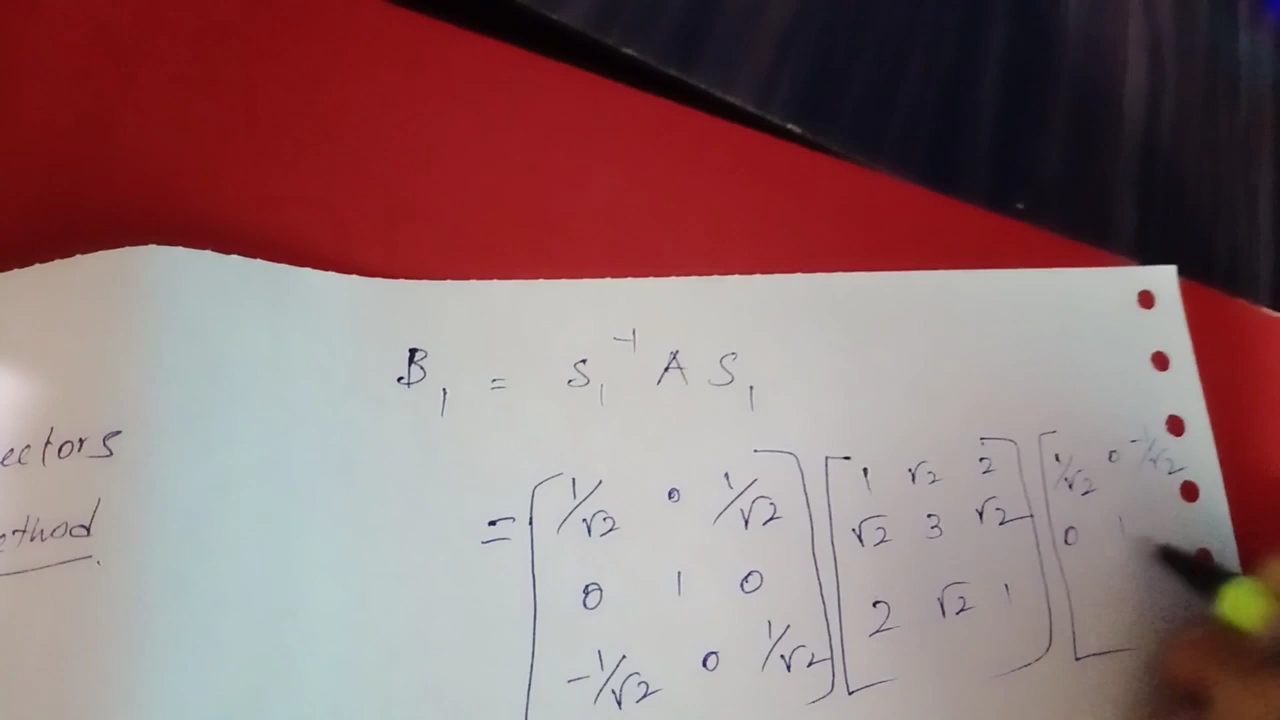 B₁ = S₁⁻¹ A S₁
ectors
= [ 1/√2 0 1/√2 ] [ 1 √2 2 ] [ 1/√2 0 -1/√2
ethod
0 1 0 √2 3 √2 0 1
-1/√2 0 1/√2 2 √2 1